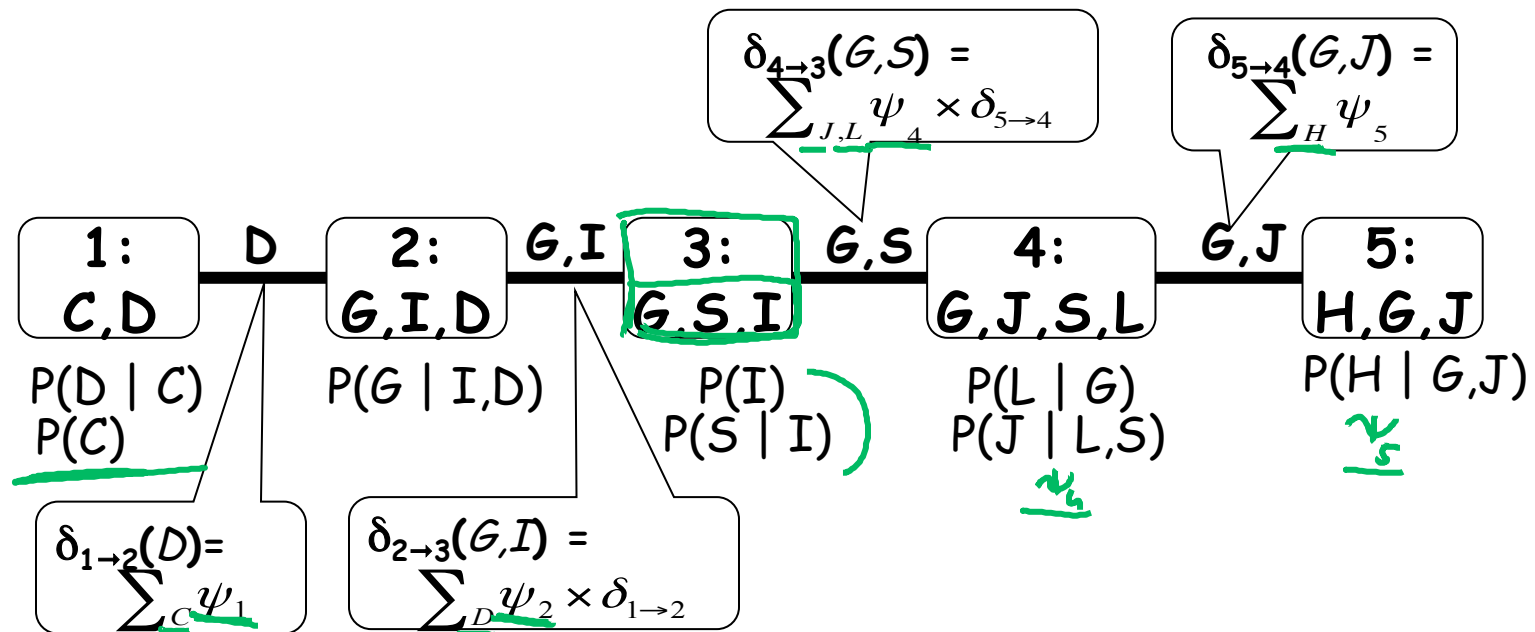 δ4→3(G,S) =
∑J,L ψ4 × δ5→4
δ5→4(G,J) =
∑H ψ5
1:
C,D
D
2:
G,I,D
G,I
3:
G,S,I
G,S
4:
G,J,S,L
G,J
5:
H,G,J
P(D | C)
P(C)
P(G | I,D)
P(I)
P(S | I)
P(L | G)
P(J | L,S)
ψ4
P(H | G,J)
ψ5
δ1→2(D)=
∑C ψ1
δ2→3(G,I) =
∑D ψ2 × δ1→2